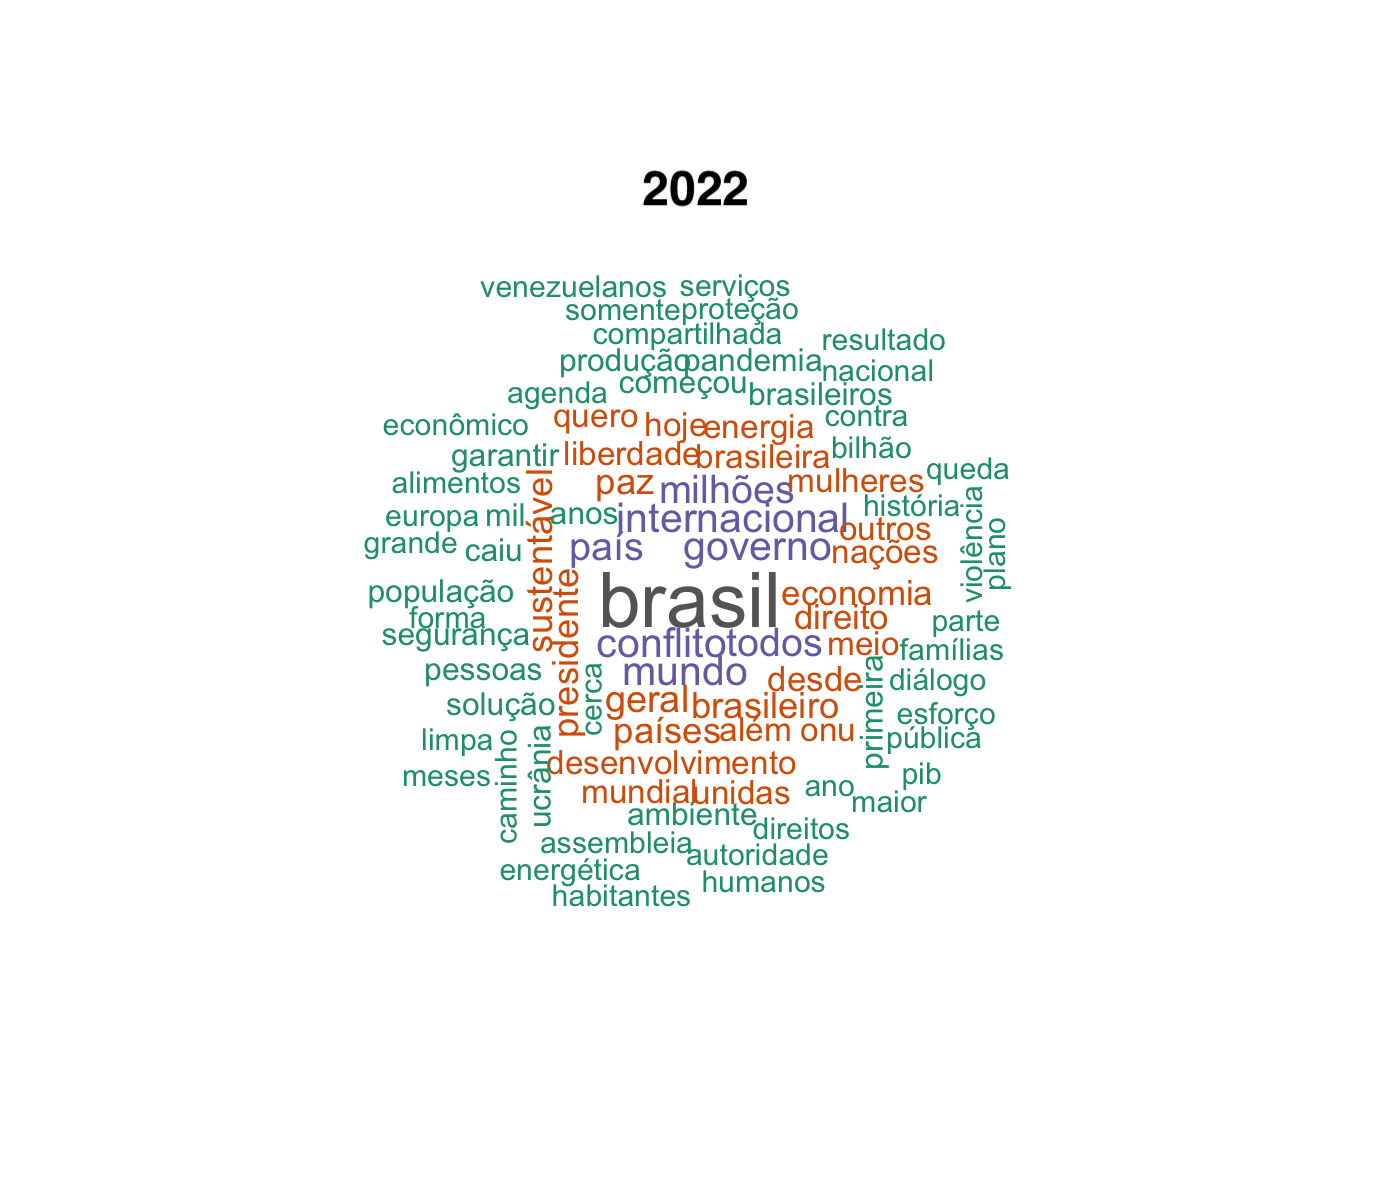 2022
venezuelanos serviços
somente proteção
compartilhada resultado
produção pandemia nacional
agenda começou brasileiros
econômico quero hoje energia contra
garantir liberdade brasileira bilhão
alimentos paz milhões mulheres queda
europa mil anos internacional história
grande caiu país governo outros
nações violência plano
sustentável
população presidente brasil economia
forma direito parte
segurança conflito todos meio famílias
pessoas cerca mundo desde primeira diálogo
solução geral brasileiro esforço
limpa países além onu pública
meses caminho ucrânia desenvolvimento pib
mundial unidas ano maior
ambiente direitos
assembleia autoridade
energética humanos
habitantes